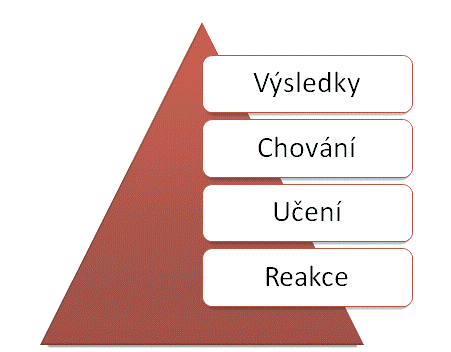 Výsledky
Chování
Učení
Reakce